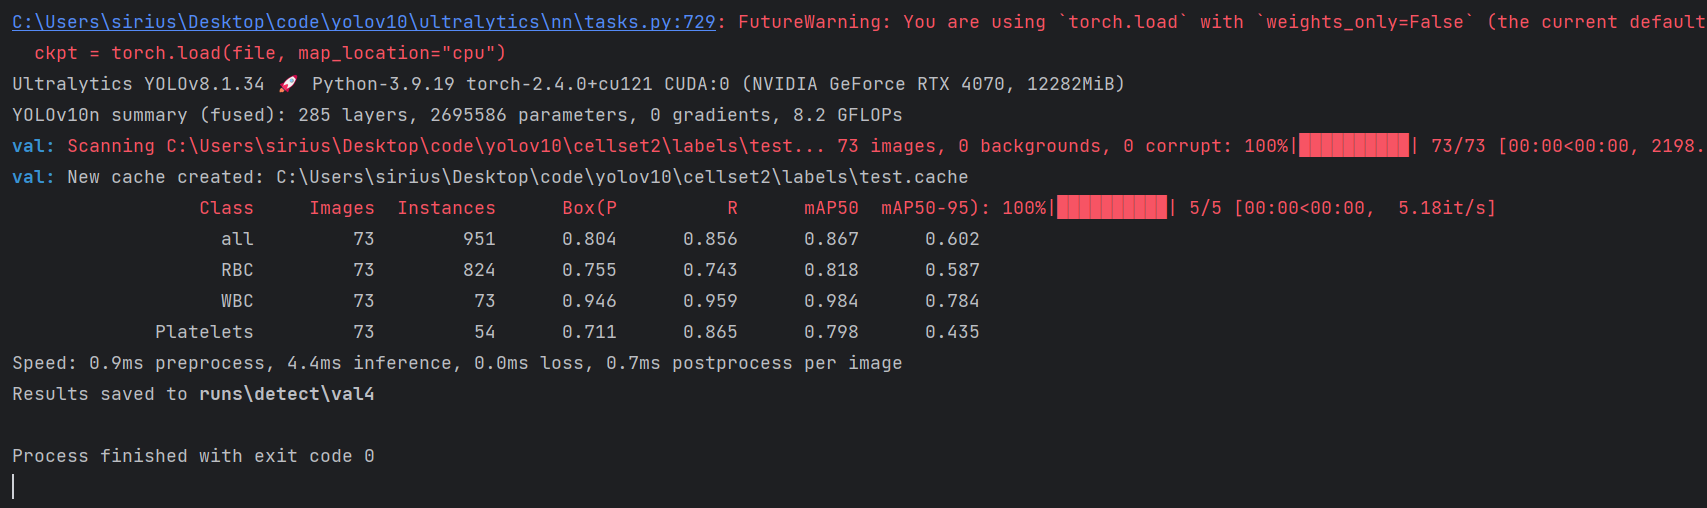 C:\Users\sirius\Desktop\code\yolov10\ultralytics\nn\tasks.py:729: FutureWarning: You are using `torch.load` with `weights_only=False` (the current default
ckpt = torch.load(file, map_location="cpu")
Ultralytics YOLOv8.1.34 🚀 Python-3.9.19 torch-2.4.0+cu121 CUDA:0 (NVIDIA GeForce RTX 4070, 12282MiB)
YOLOv10n summary (fused): 285 layers, 2695586 parameters, 0 gradients, 8.2 GFLOPs
val: Scanning C:\Users\sirius\Desktop\code\yolov10\cellset2\labels\test... 73 images, 0 backgrounds, 0 corrupt: 100%|██████████| 73/73 [00:00<00:00, 2198.
val: New cache created: C:\Users\sirius\Desktop\code\yolov10\cellset2\labels\test.cache
Class Images Instances Box(P R mAP50 mAP50-95): 100%|██████████| 5/5 [00:00<00:00, 5.18it/s]
all 73 951 0.804 0.856 0.867 0.602
RBC 73 824 0.755 0.743 0.818 0.587
WBC 73 73 0.946 0.959 0.984 0.784
Platelets 73 54 0.711 0.865 0.798 0.435
Speed: 0.9ms preprocess, 4.4ms inference, 0.0ms loss, 0.7ms postprocess per image
Results saved to runs\detect\val4
Process finished with exit code 0